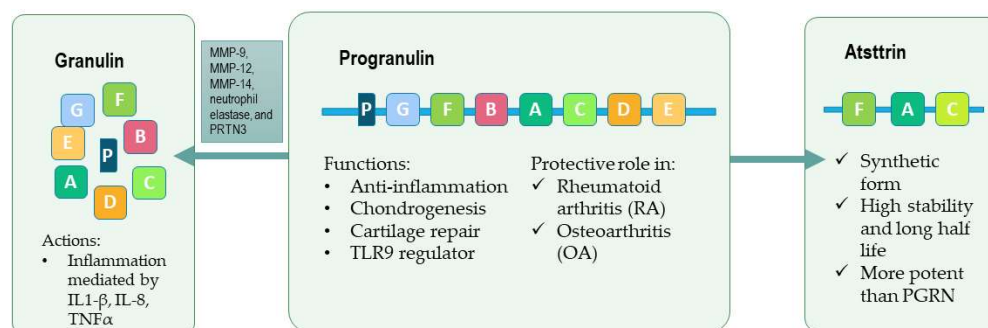 Granulin
G
F
E
B
P
A
C
D
Actions:
• Inflammation
mediated by
IL1-β, IL-8,
TNFα
MMP-9,
MMP-12,
MMP-14,
neutrophil
elastase, and
PRTN3
Progranulin
P G F B A C D E
Functions:
• Anti-inflammation
• Chondrogenesis
• Cartilage repair
• TLR9 regulator
Protective role in:
✓ Rheumatoid
arthritis (RA)
✓ Osteoarthritis
(OA)
Atsttrin
F A C
✓ Synthetic
form
✓ High stability
and long half
life
✓ More potent
than PGRN